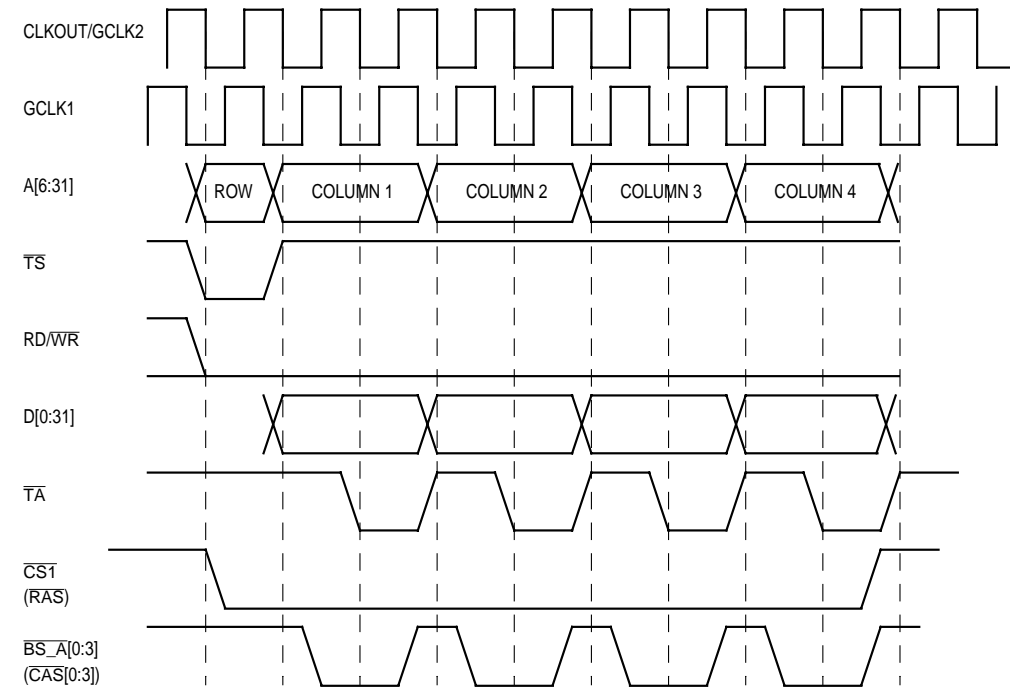 CLKOUT/GCLK2
GCLK1
A[6:31]
ROW
COLUMN 1
COLUMN 2
COLUMN 3
COLUMN 4
TS
RD/WR
D[0:31]
TA
CS1
(RAS)
BS_A[0:3]
(CAS[0:3])